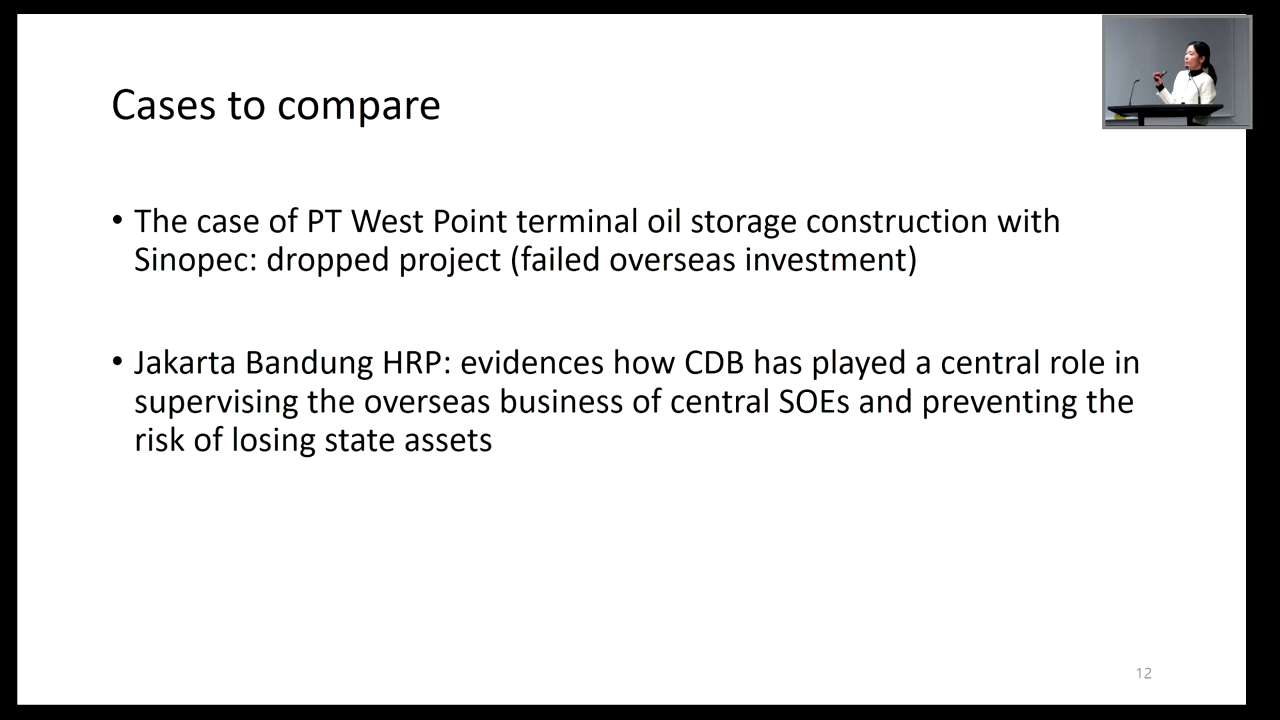 Cases to compare
• The case of PT West Point terminal oil storage construction with
Sinopec: dropped project (failed overseas investment)
• Jakarta Bandung HRP: evidences how CDB has played a central role in
supervising the overseas business of central SOEs and preventing the
risk of losing state assets
12